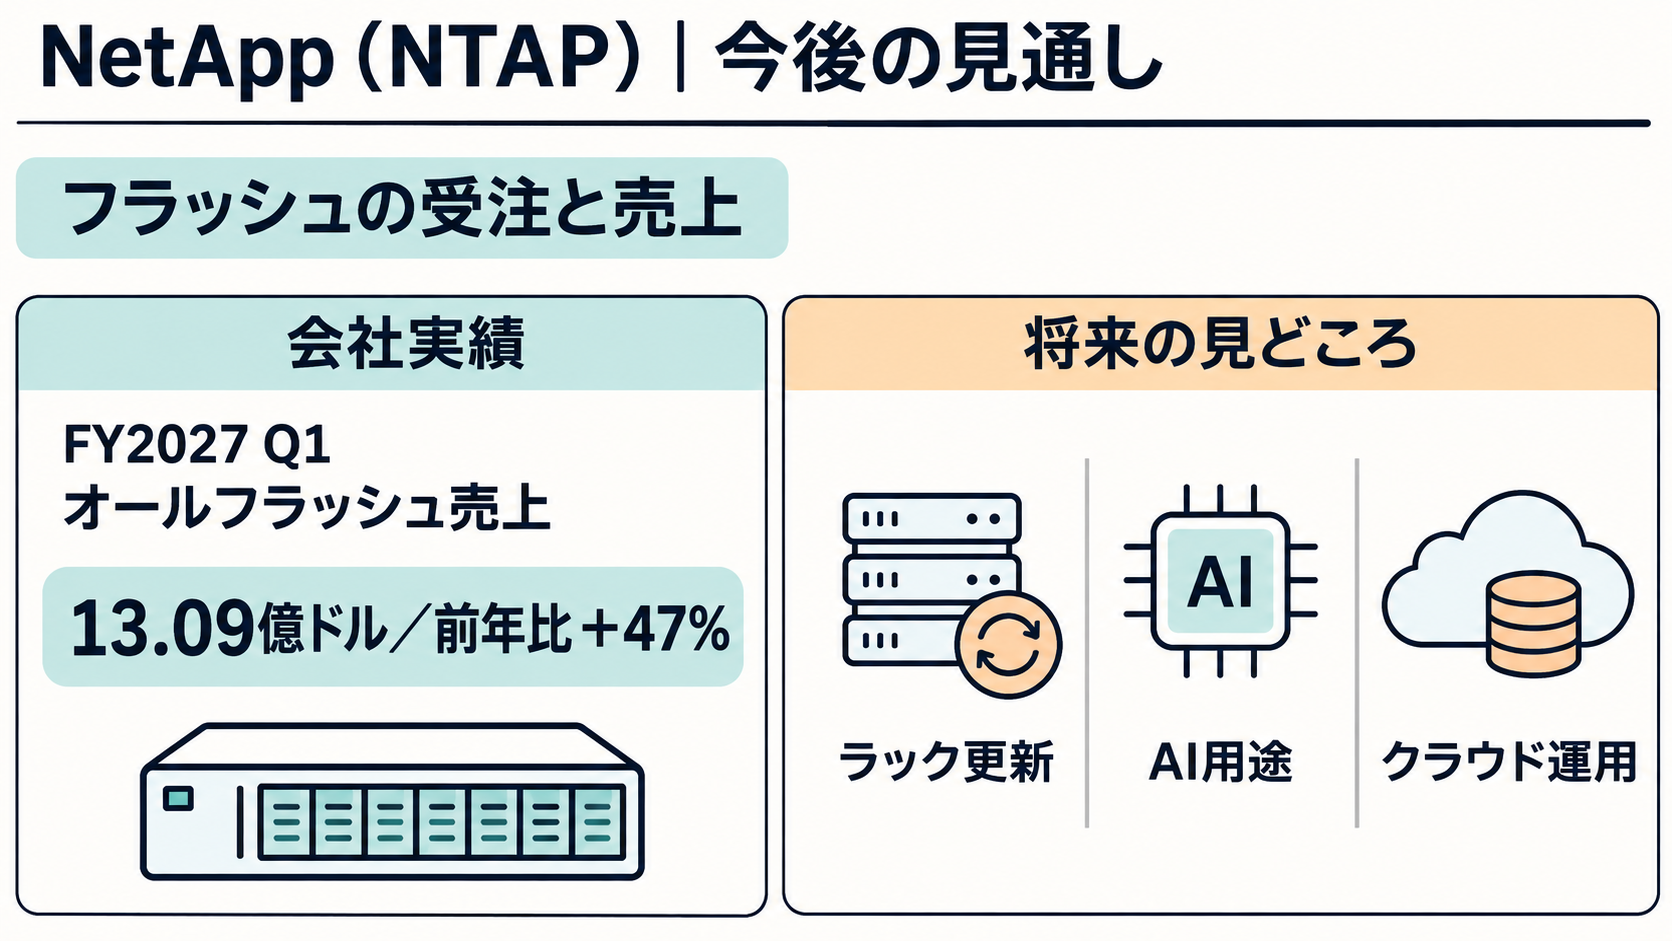 NetApp（NTAP）｜今後の見通し
フラッシュの受注と売上
会社実績
FY2027 Q1
オールフラッシュ売上
13.09億ドル／前年比＋47%
将来の見どころ
AI
ラック更新
AI用途
クラウド運用